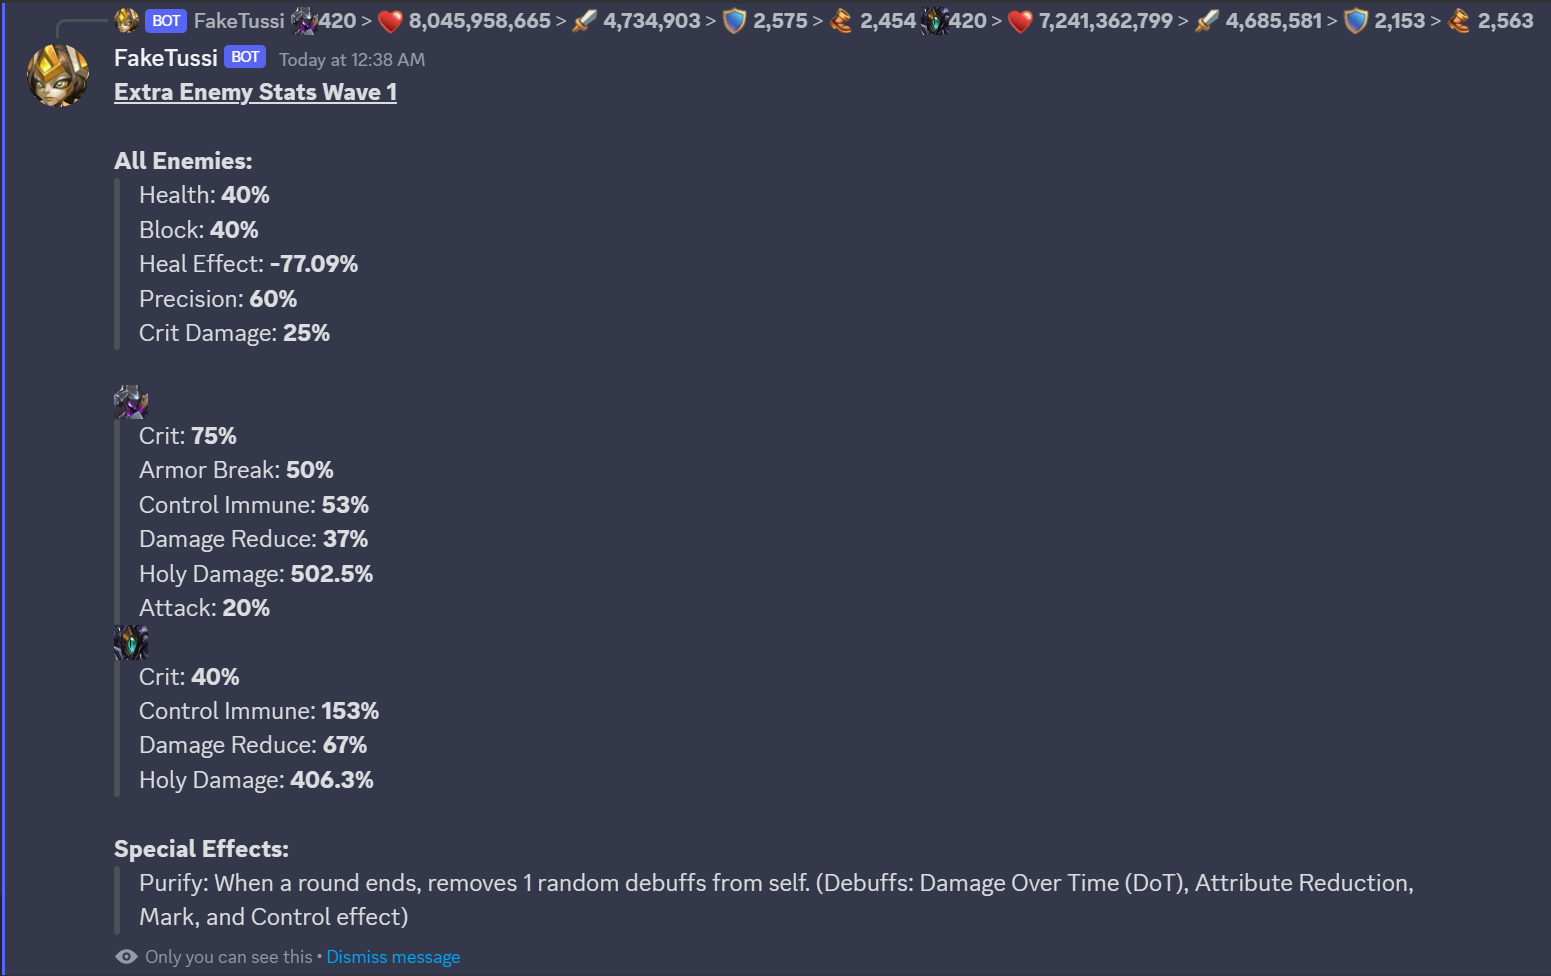 BOT FakeTussi 420 > 8,045,958,665 > 4,734,903 > 2,575 > 2,454 420 > 7,241,362,799 > 4,685,581 > 2,153 > 2,563
FakeTussi BOT Today at 12:38 AM
Extra Enemy Stats Wave 1
All Enemies:
Health: 40%
Block: 40%
Heal Effect: -77.09%
Precision: 60%
Crit Damage: 25%
Crit: 75%
Armor Break: 50%
Control Immune: 53%
Damage Reduce: 37%
Holy Damage: 502.5%
Attack: 20%
Crit: 40%
Control Immune: 153%
Damage Reduce: 67%
Holy Damage: 406.3%
Special Effects:
Purify: When a round ends, removes 1 random debuffs from self. (Debuffs: Damage Over Time (DoT), Attribute Reduction,
Mark, and Control effect)
Only you can see this • Dismiss message